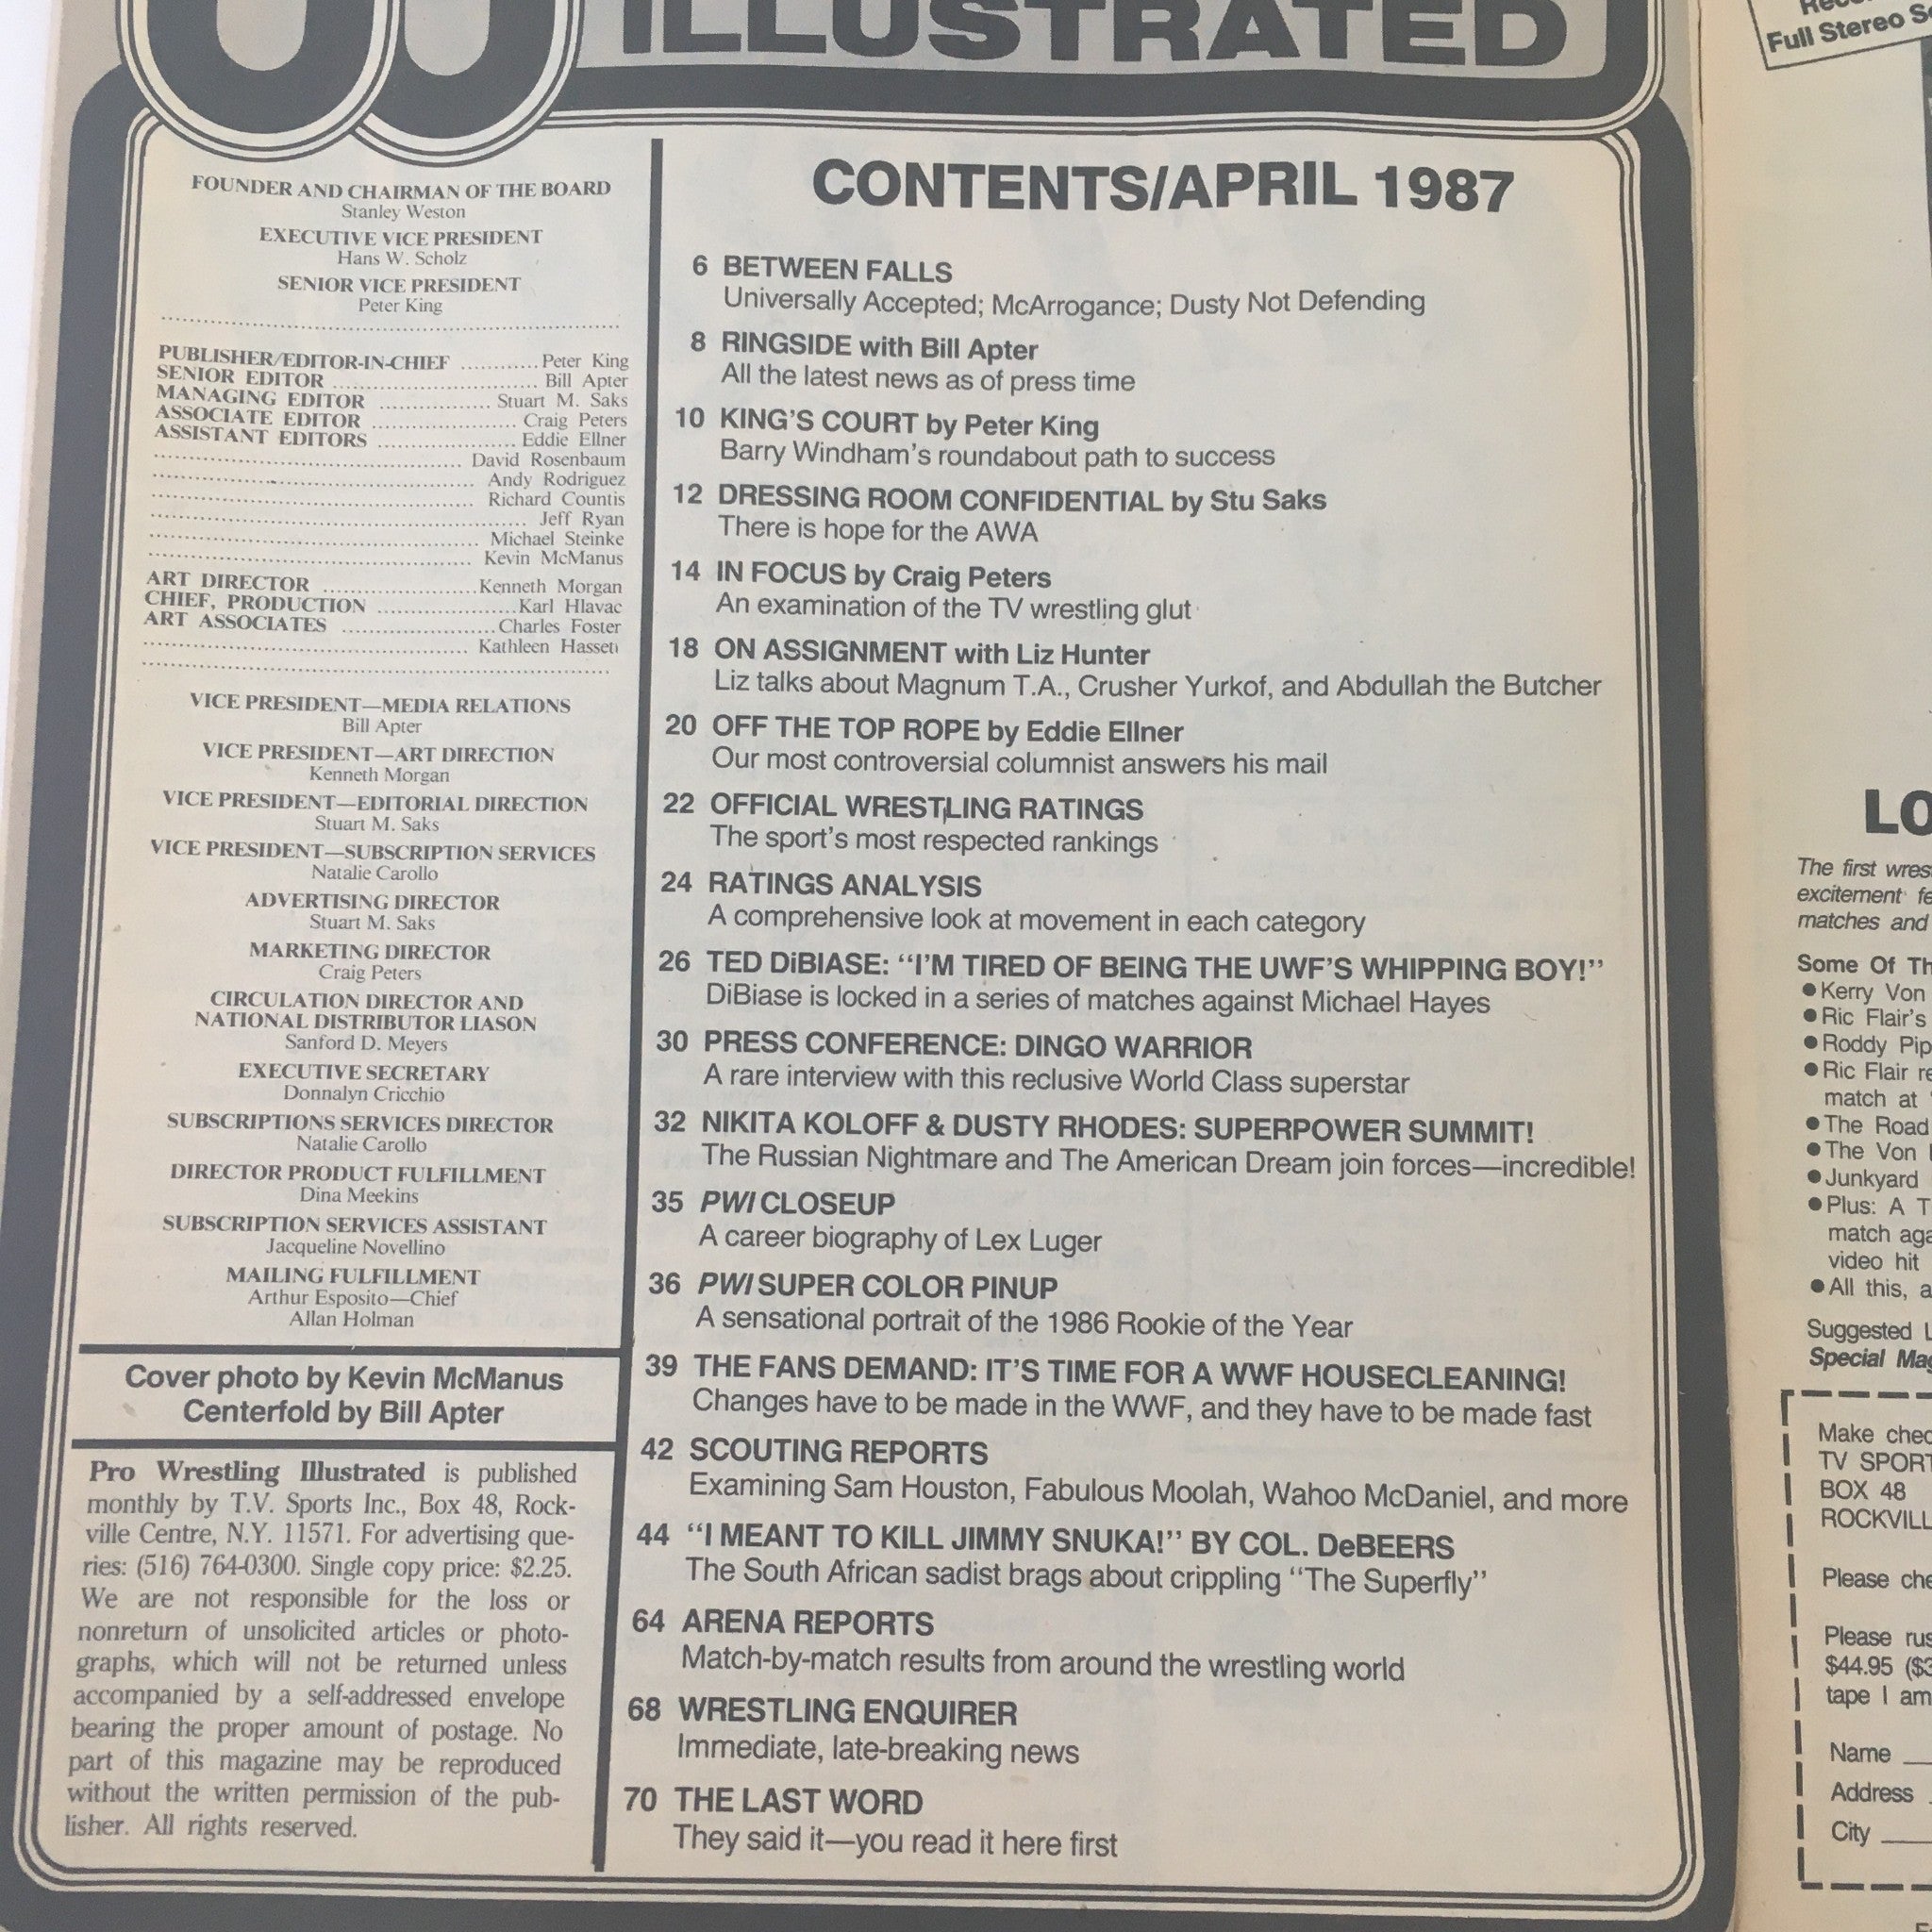 ILLUSTRATED
FOUNDER AND CHAIRMAN OF THE BOARD
Stanley Weston
EXECUTIVE VICE PRESIDENT
Hans W. Scholz
SENIOR VICE PRESIDENT
Peter King
PUBLISHER/EDITOR-IN-CHIEF ........... Peter King
SENIOR EDITOR ........... Bill Apter
MANAGING EDITOR ........... Stuart M. Saks
ASSOCIATE EDITOR ........... Craig Peters
ASSISTANT EDITORS ........... Eddie Ellner
........... David Rosenbaum
........... Andy Rodriguez
........... Richard Countis
........... Jeff Ryan
........... Michael Steinke
........... Kevin McManus
ART DIRECTOR ........... Kenneth Morgan
CHIEF, PRODUCTION ........... Karl Hlavac
ART ASSOCIATES ........... Charles Foster
........... Kathleen
VICE PRESIDENT—MEDIA RELATIONS
Bill Apter
VICE PRESIDENT—ART DIRECTION
Kenneth Morgan
VICE PRESIDENT—EDITORIAL DIRECTION
Stuart M. Saks
VICE PRESIDENT—SUBSCRIPTION SERVICES
Natalie Carollo
ADVERTISING DIRECTOR
Stuart M. Saks
MARKETING DIRECTOR
Craig Peters
CIRCULATION DIRECTOR AND
NATIONAL DISTRIBUTOR LIASON
Sanford D. Meyers
EXECUTIVE SECRETARY
Donnalyn Cricchio
SUBSCRIPTIONS SERVICES DIRECTOR
Natalie Carollo
DIRECTOR PRODUCT FULFILLMENT
Dina Meekins
SUBSCRIPTION SERVICES ASSISTANT
Jacqueline Novellino
MAILING FULFILLMENT
Arthur Esposito—Chief
Allan Holman
Cover photo by Kevin McManus
Centerfold by Bill Apter
Pro Wrestling Illustrated is published
monthly by T.V. Sports Inc., Box 48, Rock-
ville Centre, N.Y. 11571. For advertising que-
ries: (516) 764-0300. Single copy price: $2.25.
We are not responsible for the loss or
nonreturn of unsolicited articles or photo-
graphs, which will not be returned unless
accompanied by a self-addressed envelope
bearing the proper amount of postage. No
part of this magazine may be reproduced
without the written permission of the pub-
lisher. All rights reserved.
CONTENTS/APRIL 1987
6 BETWEEN FALLS
Universally Accepted; McArrogance; Dusty Not Defending
8 RINGSIDE with Bill Apter
All the latest news as of press time
10 KING'S COURT by Peter King
Barry Windham's roundabout path to success
12 DRESSING ROOM CONFIDENTIAL by Stu Saks
There is hope for the AWA
14 IN FOCUS by Craig Peters
An examination of the TV wrestling glut
18 ON ASSIGNMENT with Liz Hunter
Liz talks about Magnum T.A., Crusher Yurkof, and Abdullah the Butcher
20 OFF THE TOP ROPE by Eddie Ellner
Our most controversial columnist answers his mail
22 OFFICIAL WRESTLING RATINGS
The sport's most respected rankings
24 RATINGS ANALYSIS
A comprehensive look at movement in each category
26 TED DiBIASE: "I'M TIRED OF BEING THE UWF'S WHIPPING BOY!"
DiBiase is locked in a series of matches against Michael Hayes
30 PRESS CONFERENCE: DINGO WARRIOR
A rare interview with this reclusive World Class superstar
32 NIKITA KOLOFF & DUSTY RHODES: SUPERPOWER SUMMIT!
The Russian Nightmare and The American Dream join forces—incredible!
35 PWI CLOSEUP
A career biography of Lex Luger
36 PWI SUPER COLOR PINUP
A sensational portrait of the 1986 Rookie of the Year
39 THE FANS DEMAND: IT'S TIME FOR A WWF HOUSECLEANING!
Changes have to be made in the WWF, and they have to be made fast
42 SCOUTING REPORTS
Examining Sam Houston, Fabulous Moolah, Wahoo McDaniel, and more
44 "I MEANT TO KILL JIMMY SNUKA!" BY COL. DeBEERS
The South African sadist brags about crippling "The Superfly"
64 ARENA REPORTS
Match-by-match results from around the wrestling world
68 WRESTLING ENQUIRER
Immediate, late-breaking news
70 THE LAST WORD
They said it—you read it here first
Full Stereo
LO
The first
excitement
matches and
Some Of
● Kerry Von
● Ric Flair's
● Roddy
● Ric Flair
match at
● The Road
● The Von
● Junkyard
● Plus: A
match
video hit
● All this,
Suggested
Special
Make
TV
BOX 48
Please
Please
$44.95
tape I am
Name
Address
City